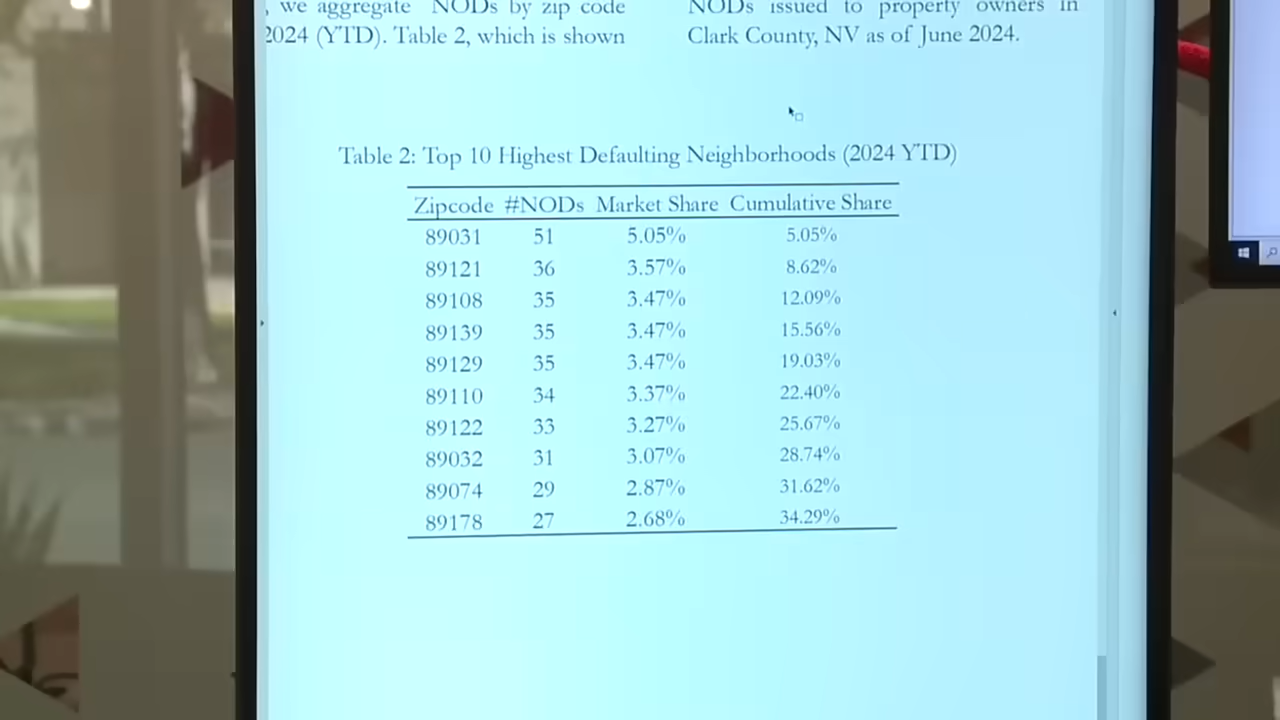 , we aggregate NODs by zip code
2024 (YTD). Table 2, which is shown
NODs issued to property owners in
Clark County, NV as of June 2024.
Table 2: Top 10 Highest Defaulting Neighborhoods (2024 YTD)
Zipcode #NODs Market Share Cumulative Share
89031 51 5.05% 5.05%
89121 36 3.57% 8.62%
89108 35 3.47% 12.09%
89139 35 3.47% 15.56%
89129 35 3.47% 19.03%
89110 34 3.37% 22.40%
89122 33 3.27% 25.67%
89032 31 3.07% 28.74%
89074 29 2.87% 31.62%
89178 27 2.68% 34.29%